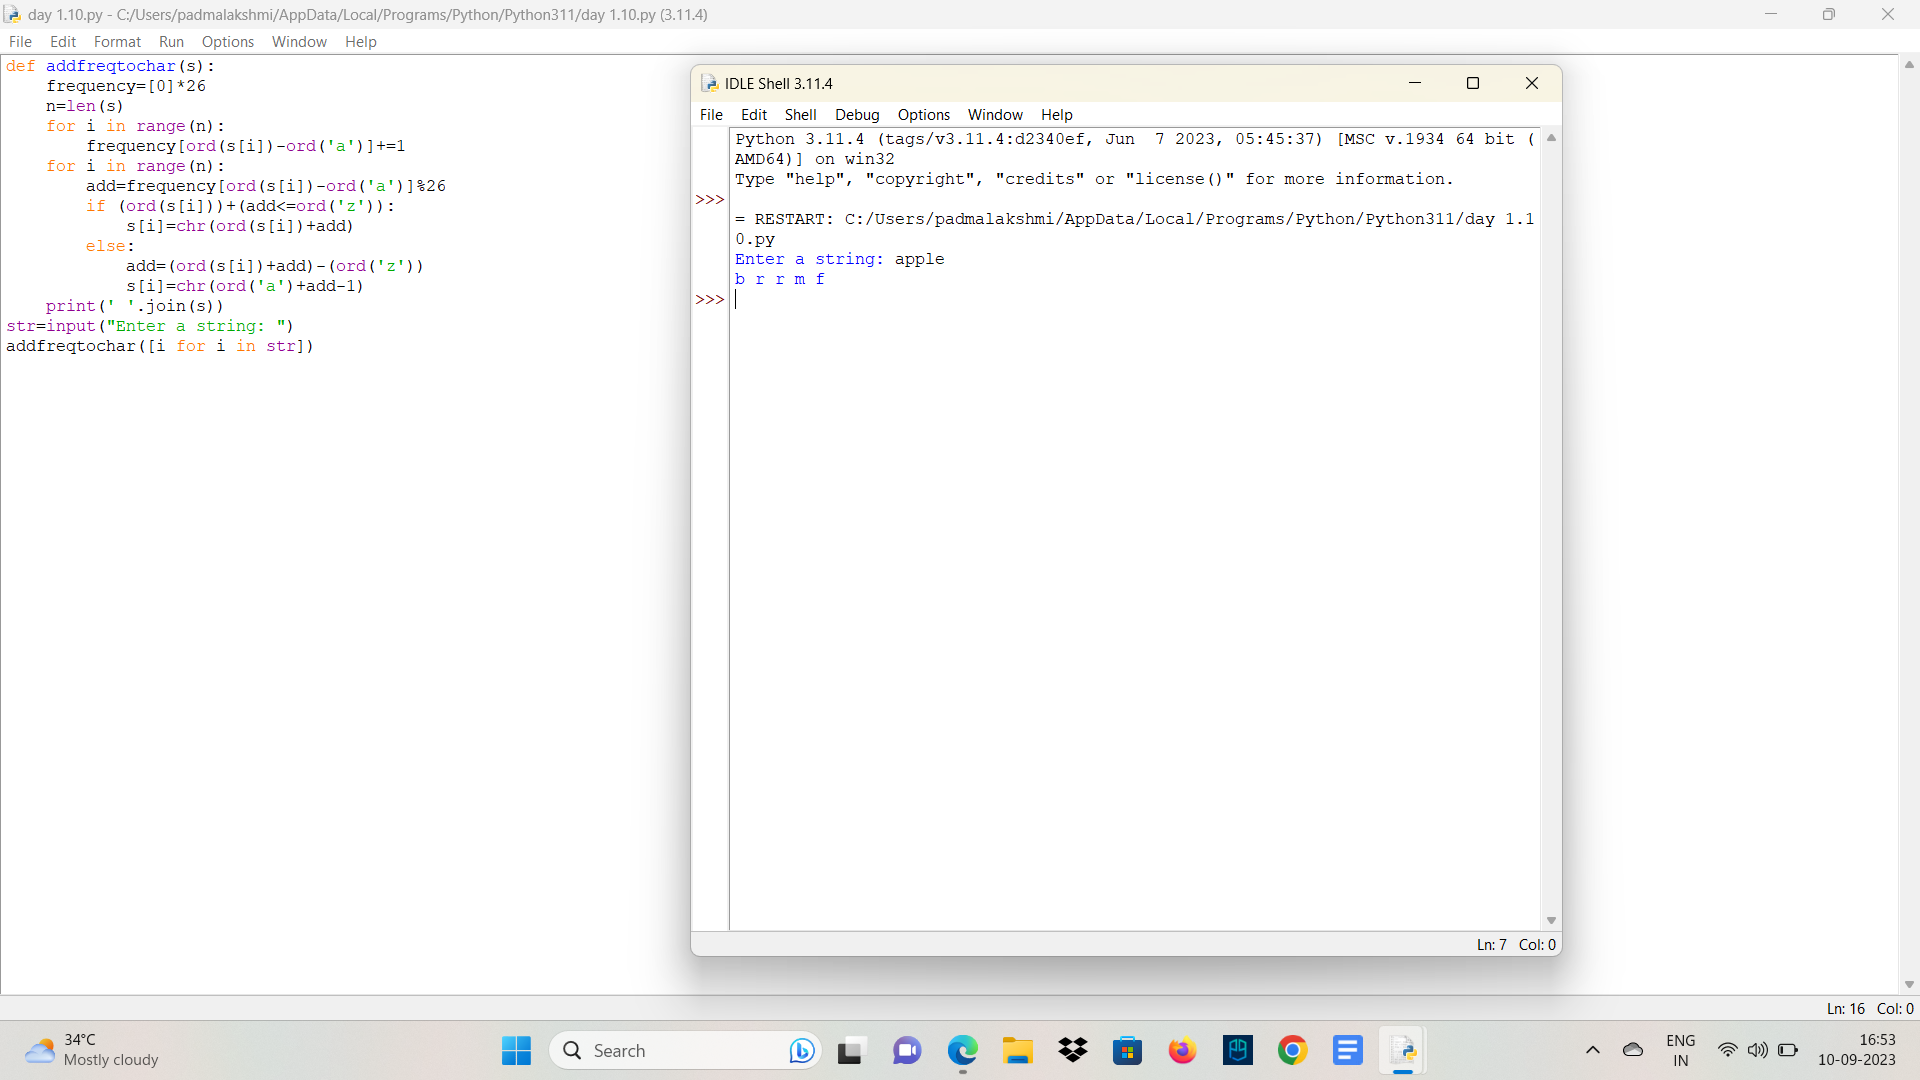 day 1.10.py - C:/Users/padmalakshmi/AppData/Local/Programs/Python/Python311/day 1.10.py (3.11.4)
File Edit Format Run Options Window Help
def addfreqtochar(s):
    frequency=[0]*26
    n=len(s)
    for i in range(n):
        frequency[ord(s[i])-ord('a')]+=1
    for i in range(n):
        add=frequency[ord(s[i])-ord('a')]%26
        if (ord(s[i]))+(add<=ord('z')):
            s[i]=chr(ord(s[i])+add)
        else:
            add=(ord(s[i])+add)-(ord('z'))
            s[i]=chr(ord('a')+add-1)
    print(' '.join(s))
str=input("Enter a string: ")
addfreqtochar([i for i in str])
IDLE Shell 3.11.4
File Edit Shell Debug Options Window Help
Python 3.11.4 (tags/v3.11.4:d2340ef, Jun  7 2023, 05:45:37) [MSC v.1934 64 bit (
AMD64)] on win32
Type "help", "copyright", "credits" or "license()" for more information.
>>>
= RESTART: C:/Users/padmalakshmi/AppData/Local/Programs/Python/Python311/day 1.1
0.py
Enter a string: apple
b r r m f
>>>
Ln: 7 Col: 0
Ln: 16 Col: 0
34°C
Mostly cloudy
Search
ENG
IN
16:53
10-09-2023